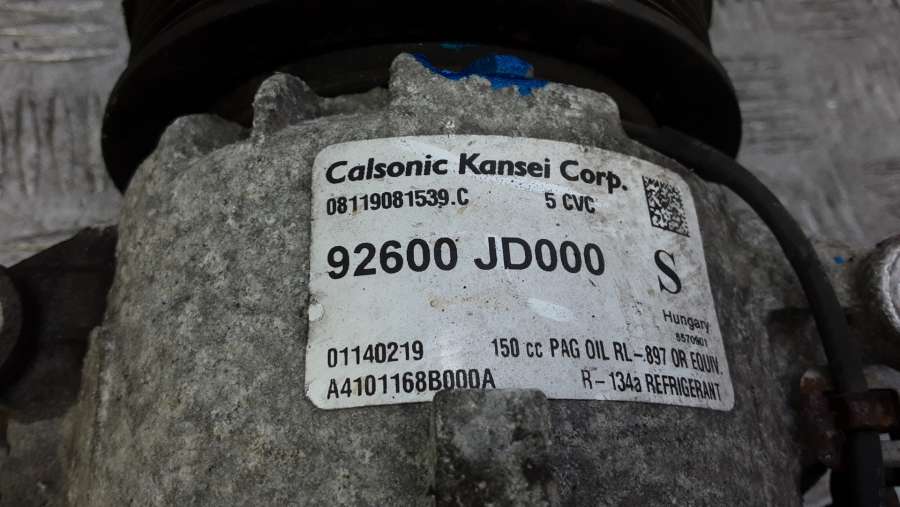 Calsonic Kansei Corp.
08119081539.C 5 CVC
92600 JD000
S
Hungary
8570901
01140219 150 cc PAG OIL RL-.897 OR EQUIV.
A4101168B000A R-134a REFRIGERANT